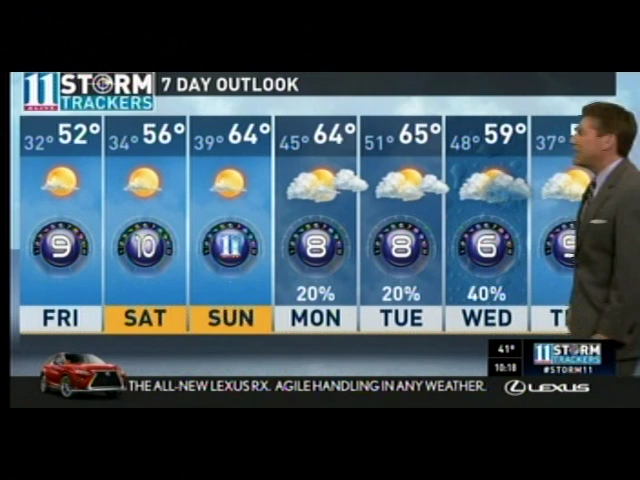 11 STORM
ALIVE TRACKERS
7 DAY OUTLOOK
32° 52° 34° 56° 39° 64° 45° 64° 51° 65° 48° 59° 37° 5
9 10 11 8 8 6
20% 20% 40%
FRI SAT SUN MON TUE WED T
41°
10:18
11 STORM
TRACKERS
#STORM11
THE ALL-NEW LEXUS RX. AGILE HANDLING IN ANY WEATHER. LEXUS